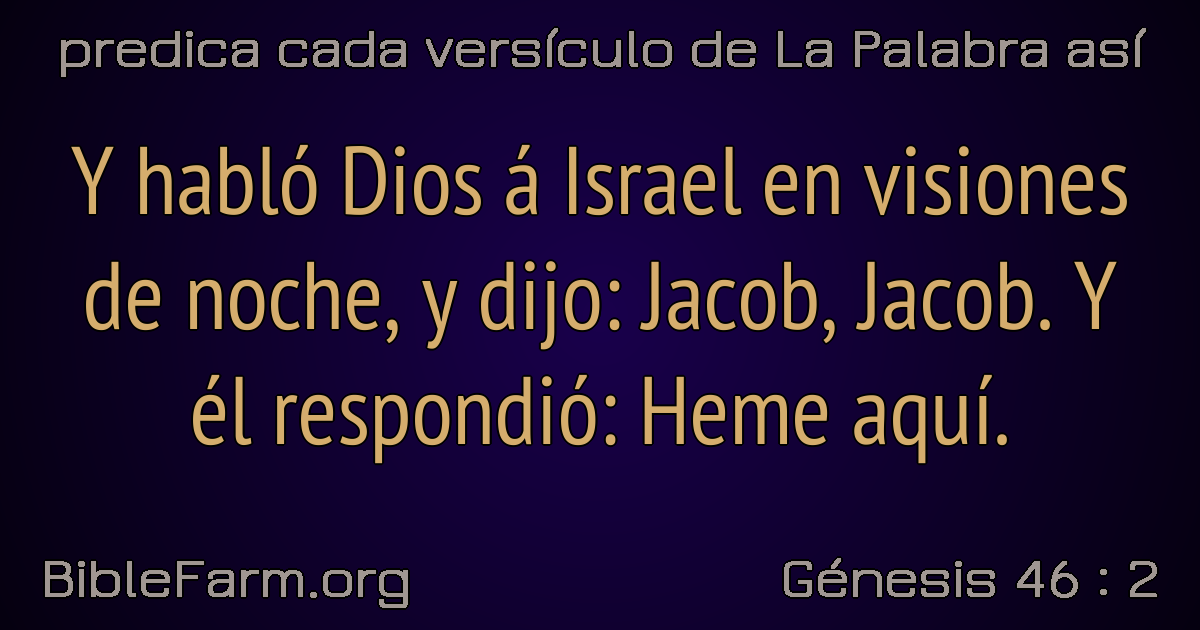 predica cada versículo de La Palabra así
Y habló Dios á Israel en visiones
de noche, y dijo: Jacob, Jacob. Y
él respondió: Heme aquí.
BibleFarm.org
Génesis 46 : 2